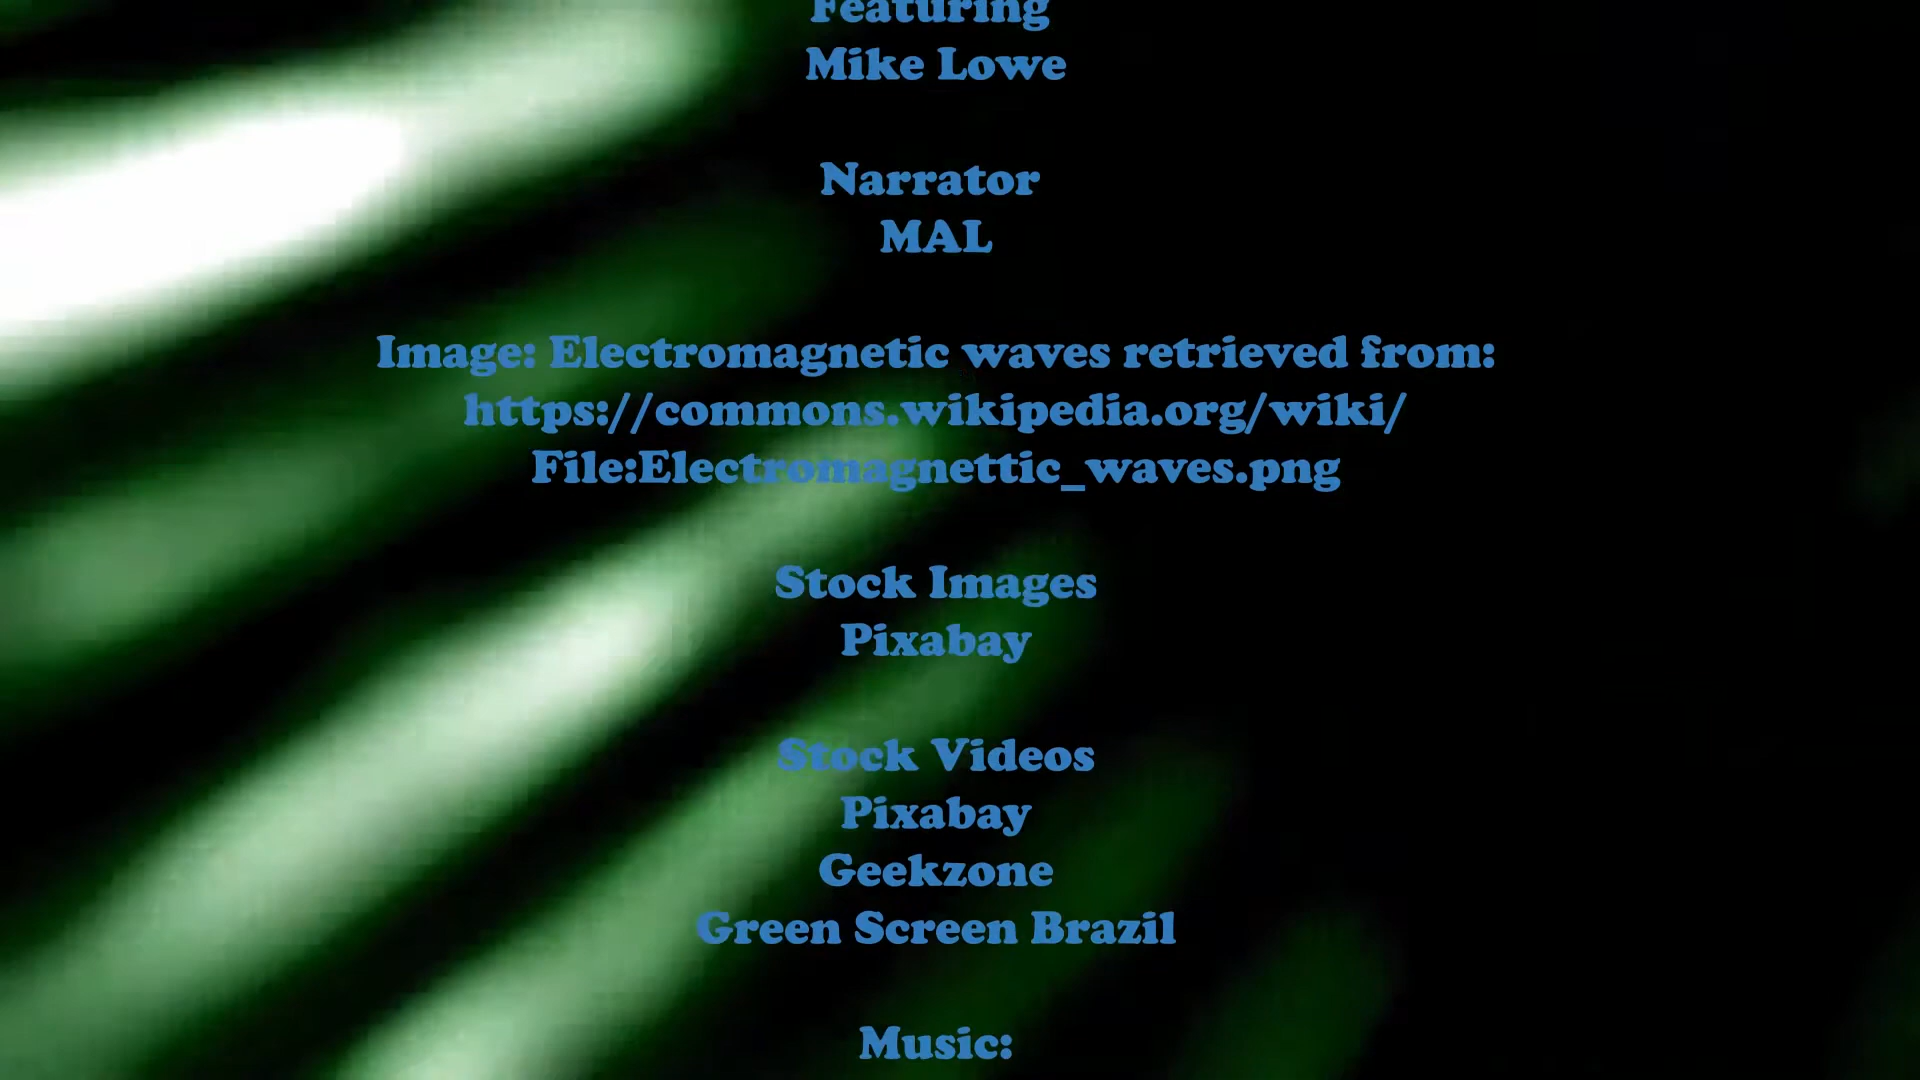 Featuring
Mike Lowe
Narrator
MAL
Image: Electromagnetic waves retrieved from:
https://commons.wikipedia.org/wiki/
File:Electromagnettic_waves.png
Stock Images
Pixabay
Stock Videos
Pixabay
Geekzone
Green Screen Brazil
Music: